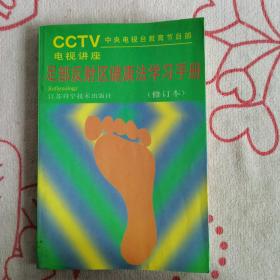 CCTV 中央电视台教育节目部
电视讲座
足部反射区健康法学习手册
Reflexology
江苏科学技术出版社
(修订本)